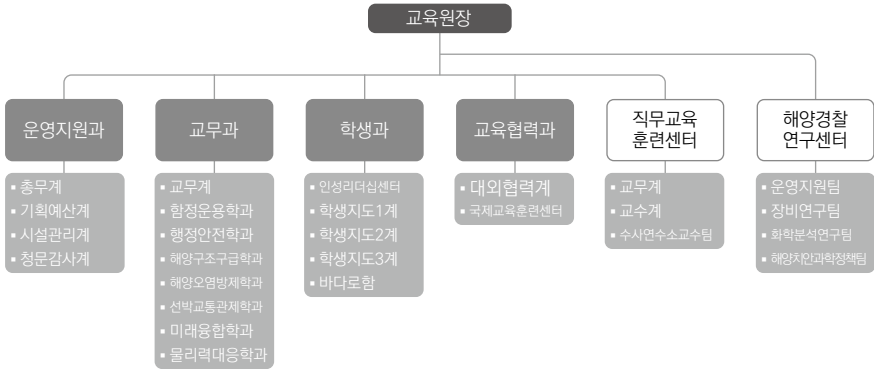 교육원장
운영지원과
▪ 총무계
▪ 기획예산계
▪ 시설관리계
▪ 청문감사계
교무과
▪ 교무계
▪ 함정운용학과
▪ 행정안전학과
▪ 해양구조구급학과
▪ 해양오염방제학과
▪ 선박교통관제학과
▪ 미래융합학과
▪ 물리력대응학과
학생과
▪ 인성리더십센터
▪ 학생지도1계
▪ 학생지도2계
▪ 학생지도3계
▪ 바다로함
교육협력과
▪ 대외협력계
▪ 국제교육훈련센터
직무교육
훈련센터
▪ 교무계
▪ 교수계
▪ 수사연수소교수팀
해양경찰
연구센터
▪ 운영지원팀
▪ 장비연구팀
▪ 화학분석연구팀
▪ 해양치안과학정책팀